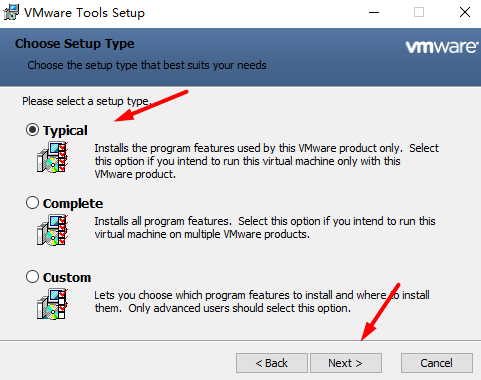 VMware Tools Setup
Choose Setup Type
Choose the setup type that best suits your needs
vmware®
Please select a setup type.
Typical
Installs the program features used by this VMware product only. Select
this option if you intend to run this virtual machine only with this
VMware product.
Complete
Installs all program features. Select this option if you intend to run this
virtual machine on multiple VMware products.
Custom
Lets you choose which program features to install and where to install
them. Only advanced users should select this option.
< Back
Next >
Cancel